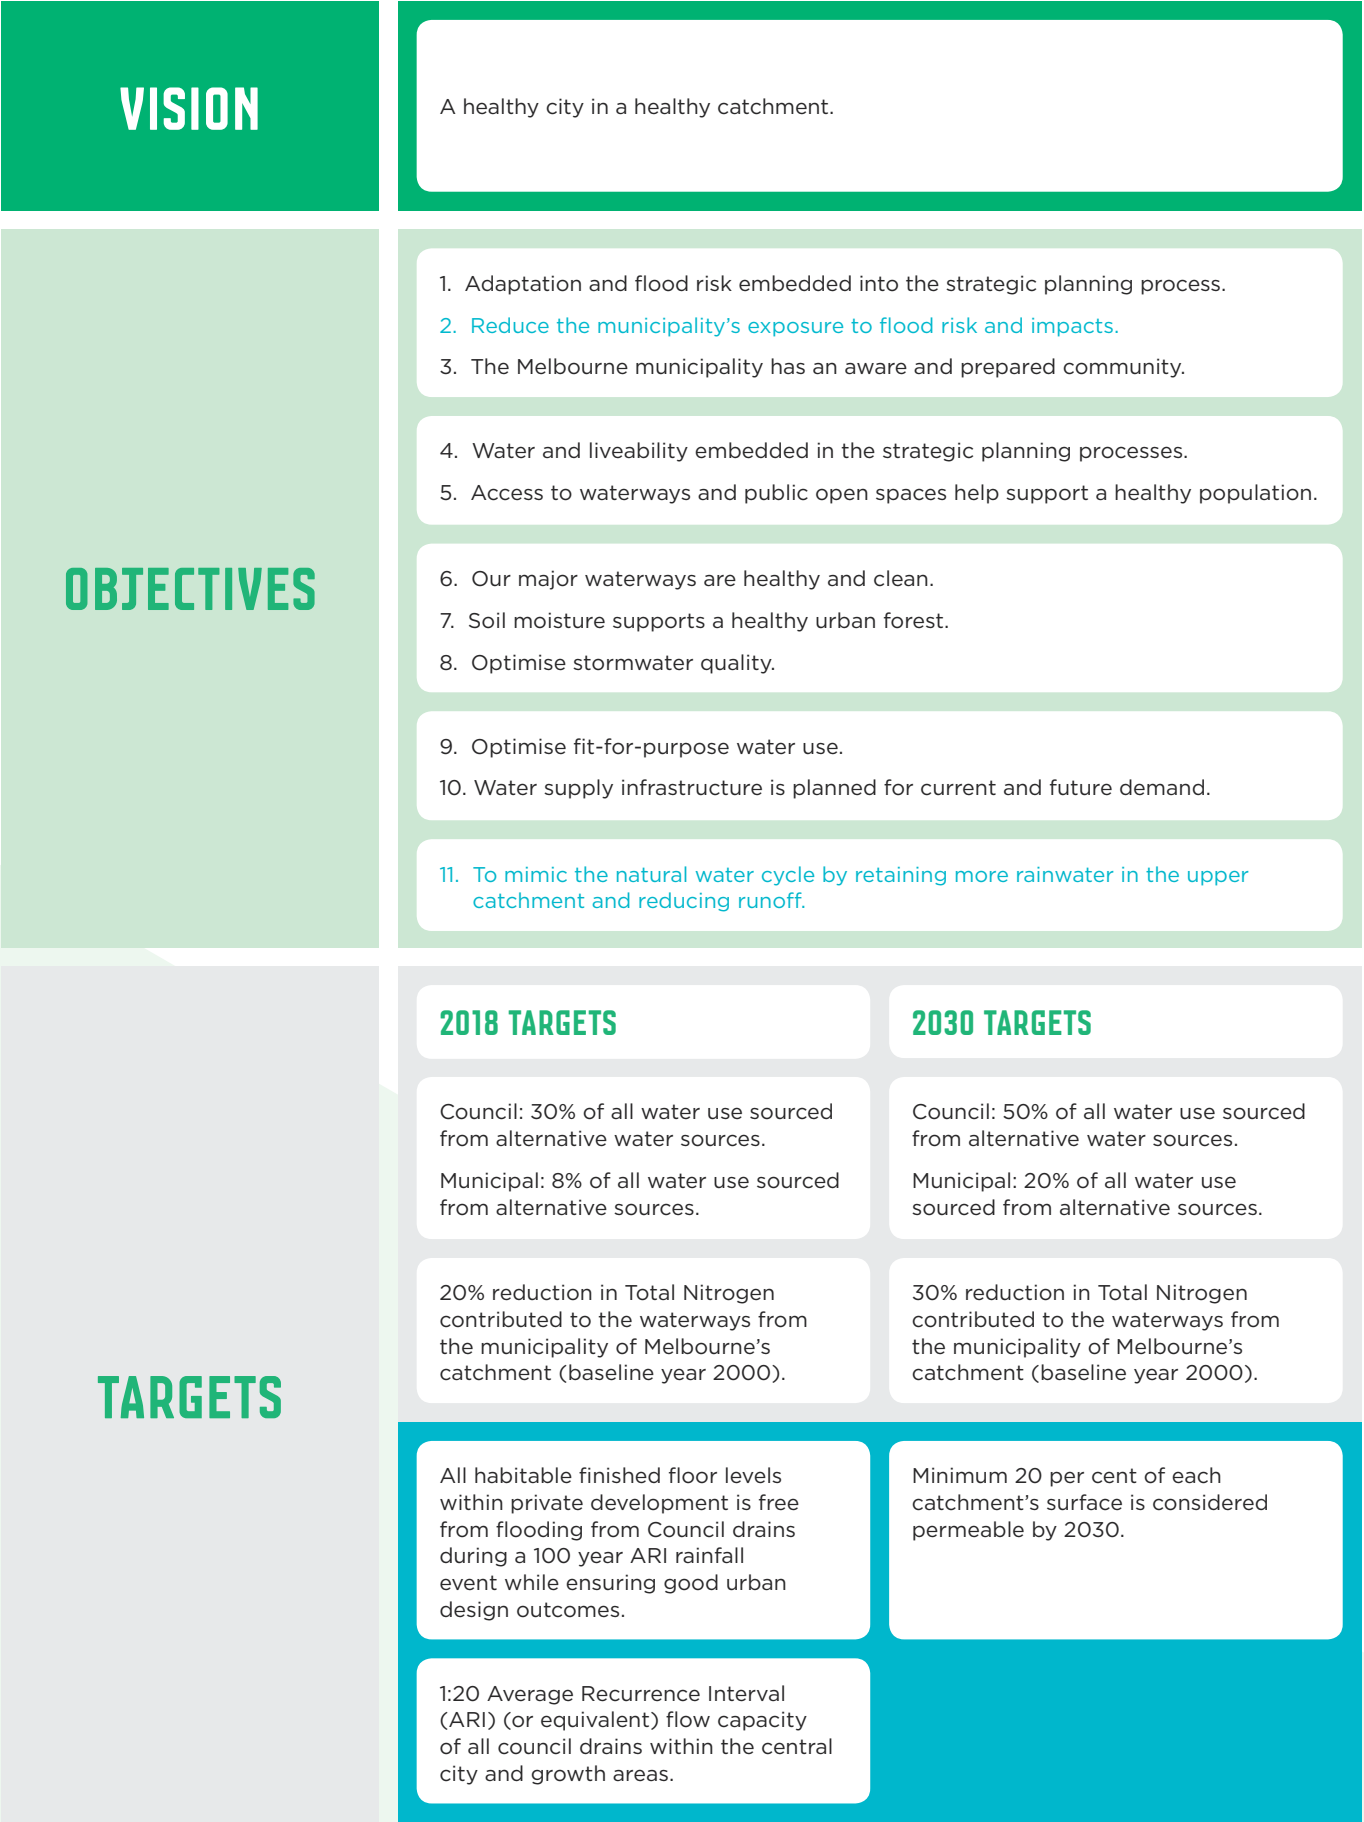 VISION
A healthy city in a healthy catchment.
OBJECTIVES
1. Adaptation and flood risk embedded into the strategic planning process.
2. Reduce the municipality’s exposure to flood risk and impacts.
3. The Melbourne municipality has an aware and prepared community.
4. Water and liveability embedded in the strategic planning processes.
5. Access to waterways and public open spaces help support a healthy population.
6. Our major waterways are healthy and clean.
7. Soil moisture supports a healthy urban forest.
8. Optimise stormwater quality.
9. Optimise fit-for-purpose water use.
10. Water supply infrastructure is planned for current and future demand.
11. To mimic the natural water cycle by retaining more rainwater in the upper
catchment and reducing runoff.
TARGETS
2018 TARGETS
2030 TARGETS
Council: 30% of all water use sourced
from alternative water sources.
Municipal: 8% of all water use sourced
from alternative sources.
Council: 50% of all water use sourced
from alternative water sources.
Municipal: 20% of all water use
sourced from alternative sources.
20% reduction in Total Nitrogen
contributed to the waterways from
the municipality of Melbourne’s
catchment (baseline year 2000).
30% reduction in Total Nitrogen
contributed to the waterways from
the municipality of Melbourne’s
catchment (baseline year 2000).
All habitable finished floor levels
within private development is free
from flooding from Council drains
during a 100 year ARI rainfall
event while ensuring good urban
design outcomes.
Minimum 20 per cent of each
catchment’s surface is considered
permeable by 2030.
1:20 Average Recurrence Interval
(ARI) (or equivalent) flow capacity
of all council drains within the central
city and growth areas.